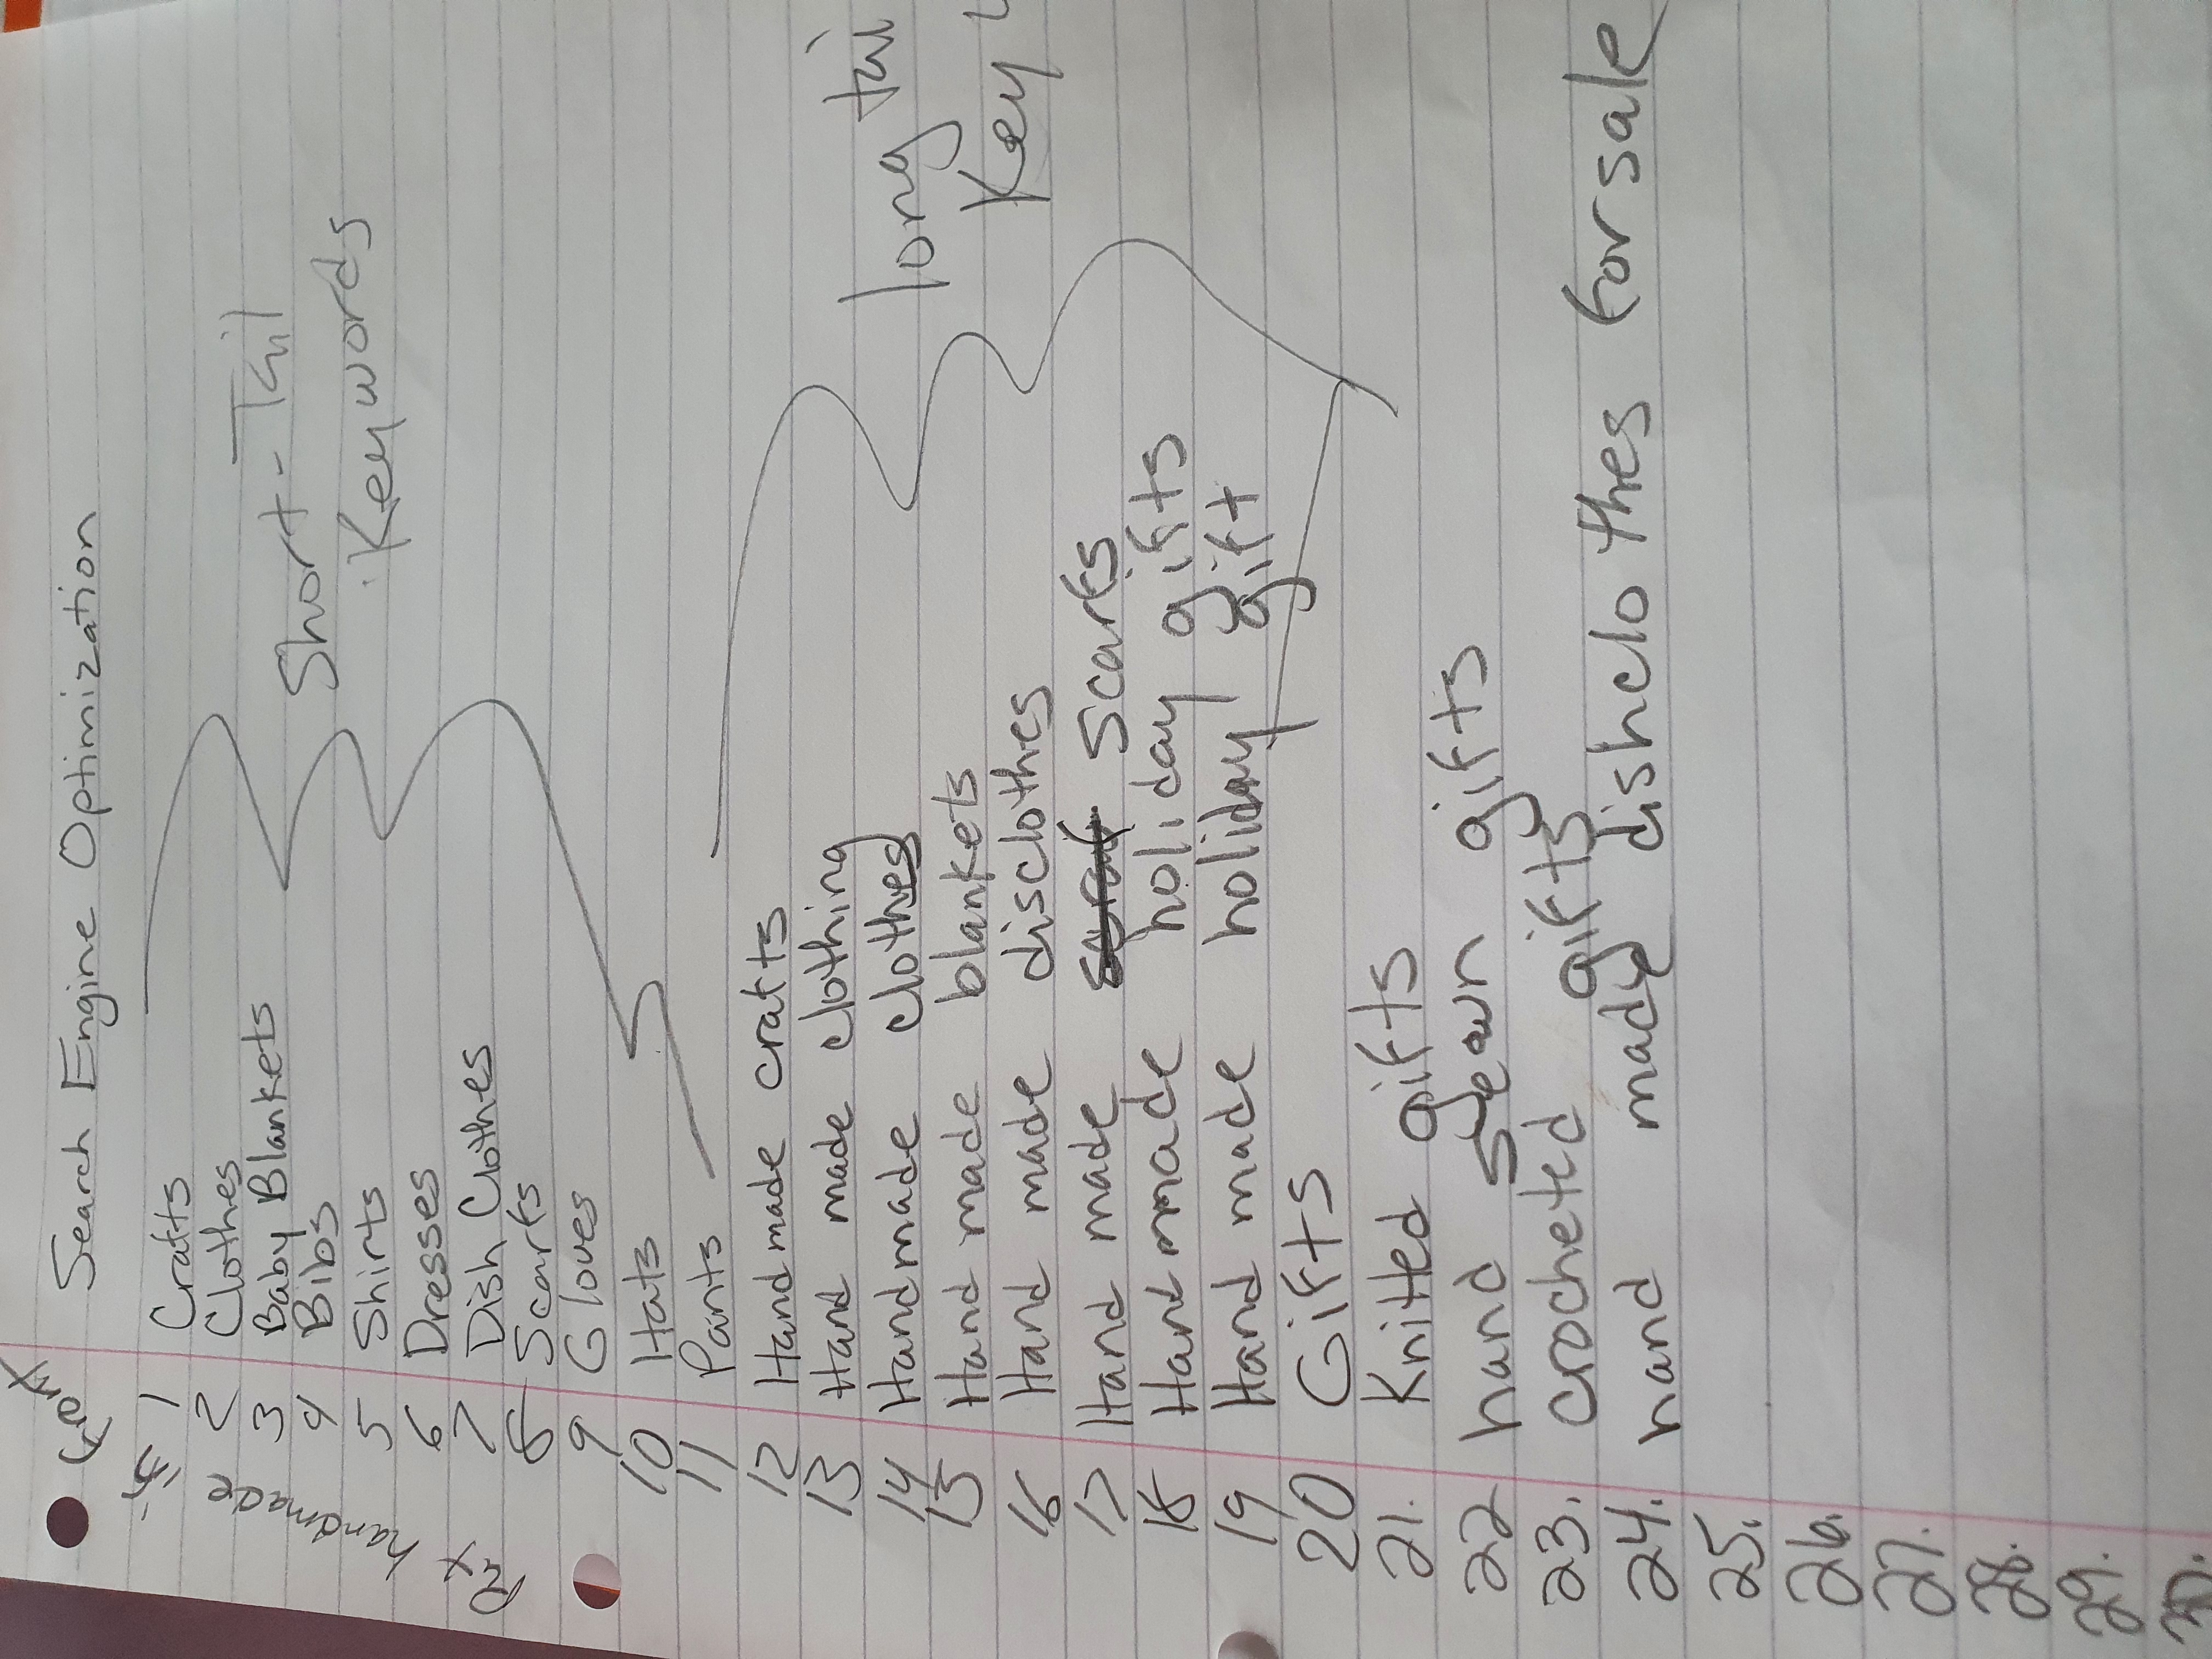 Put handmade in front
Search Engine Optimization
1 Crafts
2 Clothes
3 Baby Blankets
4 Bibs
5 Shirts
6 Dresses
7 Dish Clothes
8 Scarfs
9 Gloves
10 Hats
11 Pants
Short-Tail
Keywords
12 Handmade crafts
13 Hand made clothing
14 Handmade clothes
15 Hand made blankets
16 Hand made disclothes
17 Hand made scarfs
18 Handmade holiday gifts
19 Hand made holiday gift
long tai
Key
20 Gifts
21. Knitted gifts
22 hand sewn gifts
23. crocheted gifts
24. hand made dishclothes for sale
25.
26.
27.
28.
29.
30.